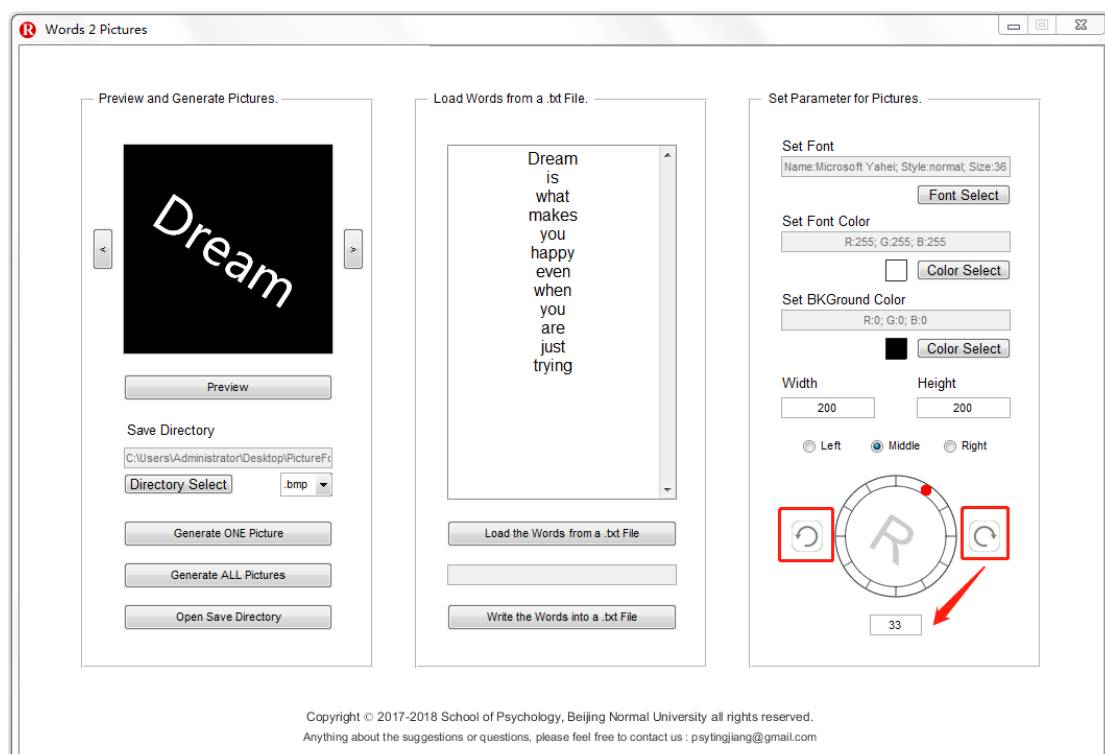 R Words 2 Pictures
Preview and Generate Pictures.
Dream
<
>
Preview
Save Directory
C:\Users\Administrator\Desktop\PictureFo
Directory Select
.bmp
Generate ONE Picture
Generate ALL Pictures
Open Save Directory
Load Words from a .txt File.
Dream
is
what
makes
you
happy
even
when
you
are
just
trying
Load the Words from a .txt File
Write the Words into a .txt File
Set Parameter for Pictures.
Set Font
Name:Microsoft Yahei; Style:normal; Size:36
Font Select
Set Font Color
R:255; G:255; B:255
Color Select
Set BKGround Color
R:0; G:0; B:0
Color Select
Width Height
200 200
Left Middle Right
R
33
Copyright © 2017-2018 School of Psychology, Beijing Normal University all rights reserved.
Anything about the suggestions or questions, please feel free to contact us : psytingjiang@gmail.com